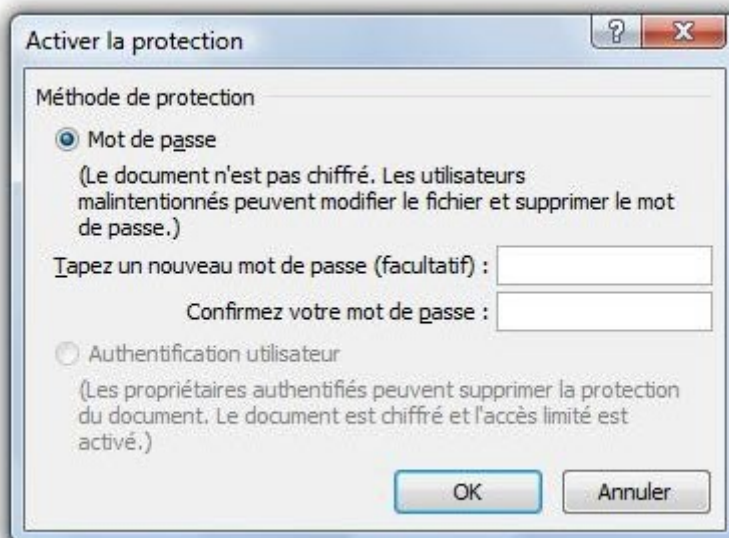 Activer la protection
Méthode de protection
Mot de passe
(Le document n'est pas chiffré. Les utilisateurs
malintentionnés peuvent modifier le fichier et supprimer le mot
de passe.)
Tapez un nouveau mot de passe (facultatif) :
Confirmez votre mot de passe :
Authentification utilisateur
(Les propriétaires authentifiés peuvent supprimer la protection
du document. Le document est chiffré et l'accès limité est
activé.)
OK Annuler